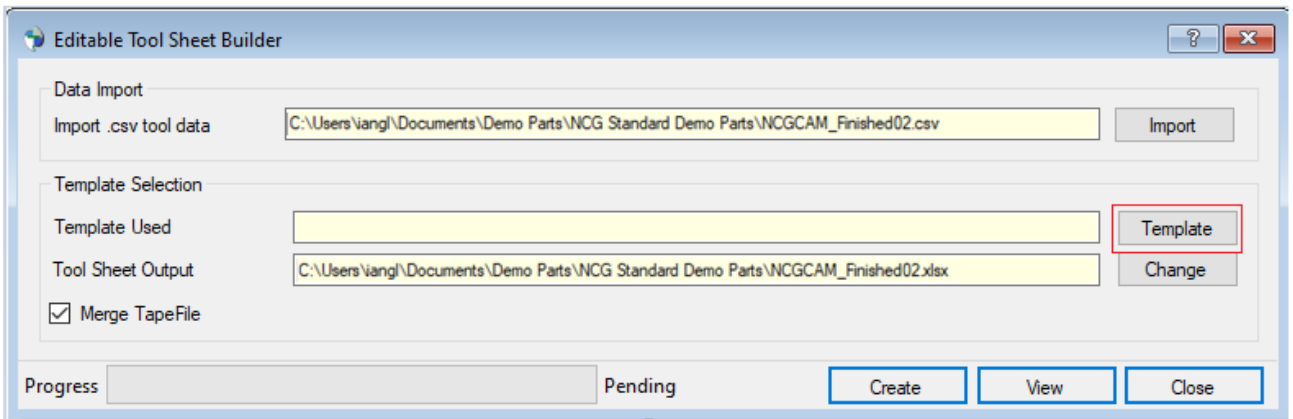 Editable Tool Sheet Builder ?
Data Import
Import .csv tool data C:\Users\iangl\Documents\Demo Parts\NCG Standard Demo Parts\NCGCAM_Finished02.csv Import
Template Selection
Template Used Template
Tool Sheet Output C:\Users\iangl\Documents\Demo Parts\NCG Standard Demo Parts\NCGCAM_Finished02.xlsx Change
Merge TapeFile
Progress Pending Create View Close